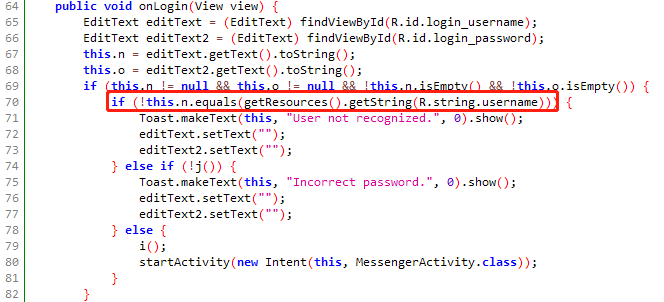 64 public void onLogin(View view) {
65 EditText editText = (EditText) findViewById(R.id.login_username);
66 EditText editText2 = (EditText) findViewById(R.id.login_password);
67 this.n = editText.getText().toString();
68 this.o = editText2.getText().toString();
69 if (this.n != null && this.o != null && !this.n.isEmpty() && !this.o.isEmpty()) {
70 if (!this.n.equals(getResources().getString(R.string.username))) {
71 Toast.makeText(this, "User not recognized.", 0).show();
72 editText.setText("");
73 editText2.setText("");
74 } else if (!j()) {
75 Toast.makeText(this, "Incorrect password.", 0).show();
76 editText.setText("");
77 editText2.setText("");
78 } else {
79 i();
80 startActivity(new Intent(this, MessengerActivity.class));
81 }
82 }